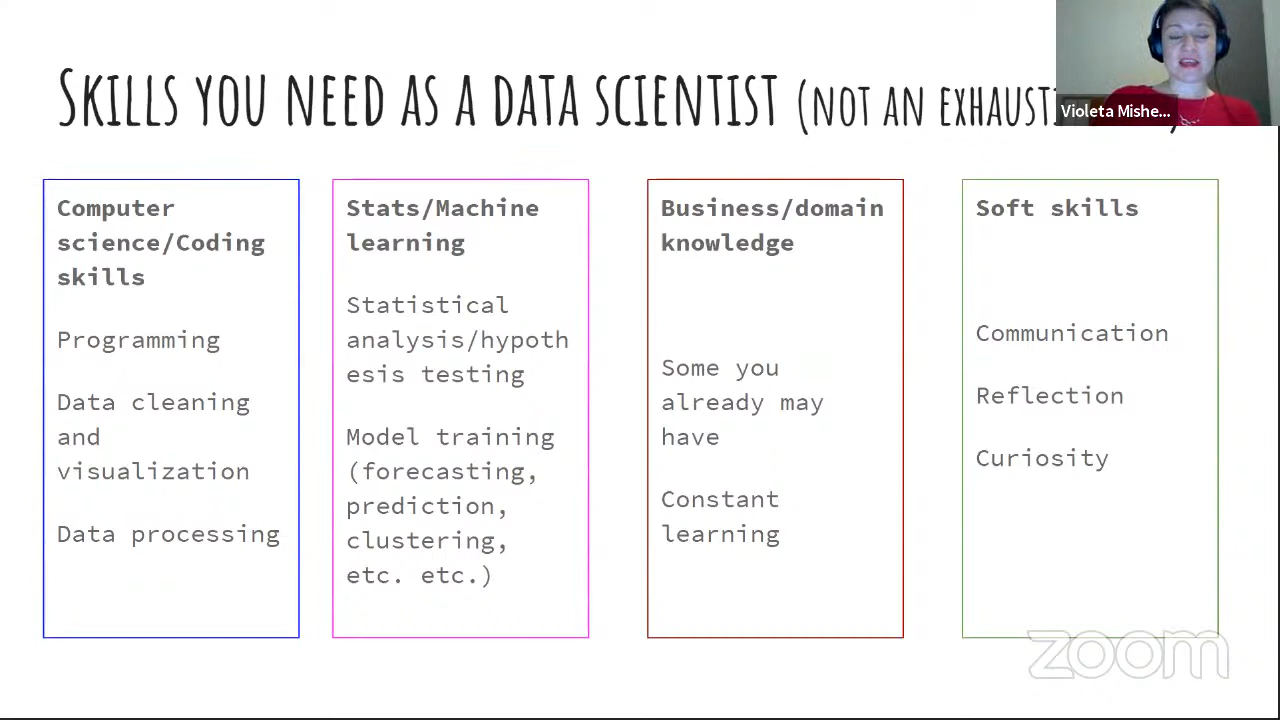 Skills you need as a data scientist (not an exhausti
Violeta Mishe...
Computer
science/Coding
skills
Programming
Data cleaning
and
visualization
Data processing
Stats/Machine
learning
Statistical
analysis/hypoth
esis testing
Model training
(forecasting,
prediction,
clustering,
etc. etc.)
Business/domain
knowledge
Some you
already may
have
Constant
learning
Soft skills
Communication
Reflection
Curiosity
zoom